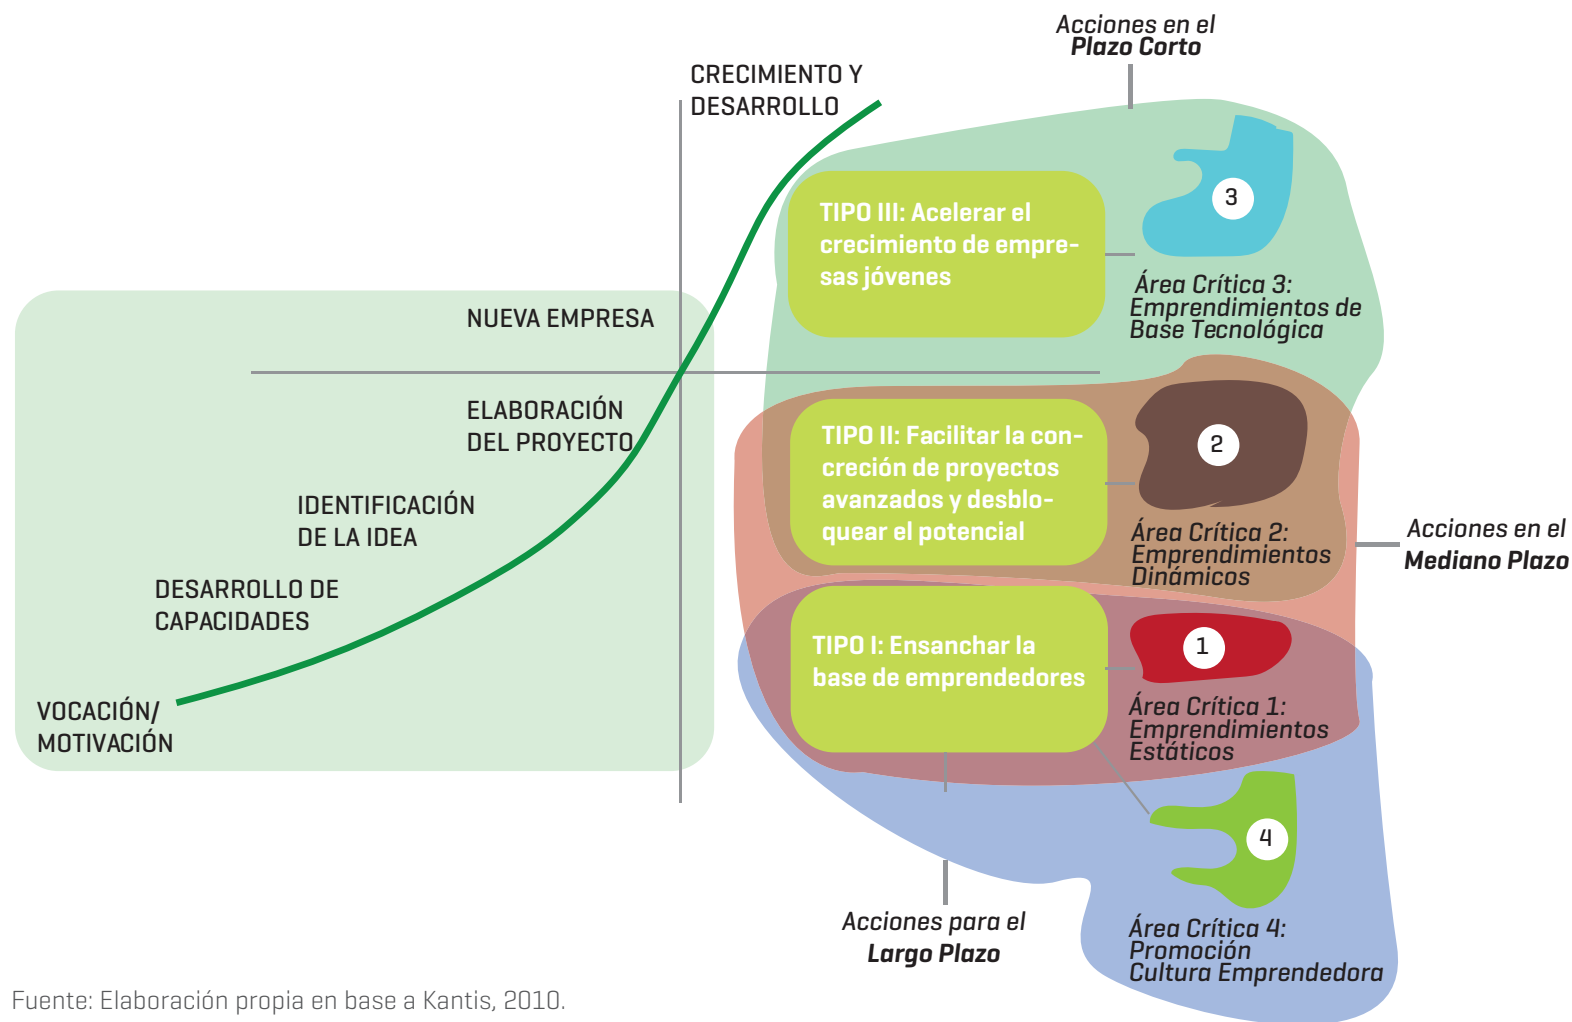 Acciones en el
Plazo Corto
CRECIMIENTO Y
DESARROLLO
3
TIPO III: Acelerar el
crecimiento de empre-
sas jóvenes
Área Crítica 3:
Emprendimientos de
Base Tecnológica
NUEVA EMPRESA
ELABORACIÓN
DEL PROYECTO
TIPO II: Facilitar la con-
creción de proyectos
avanzados y desblo-
quear el potencial
2
Área Crítica 2:
Emprendimientos
Dinámicos
Acciones en el
Mediano Plazo
IDENTIFICACIÓN
DE LA IDEA
DESARROLLO DE
CAPACIDADES
TIPO I: Ensanchar la
base de emprendedores
1
Área Crítica 1:
Emprendimientos
Estáticos
VOCACIÓN/
MOTIVACIÓN
4
Acciones para el
Largo Plazo
Área Crítica 4:
Promoción
Cultura Emprendedora
Fuente: Elaboración propia en base a Kantis, 2010.